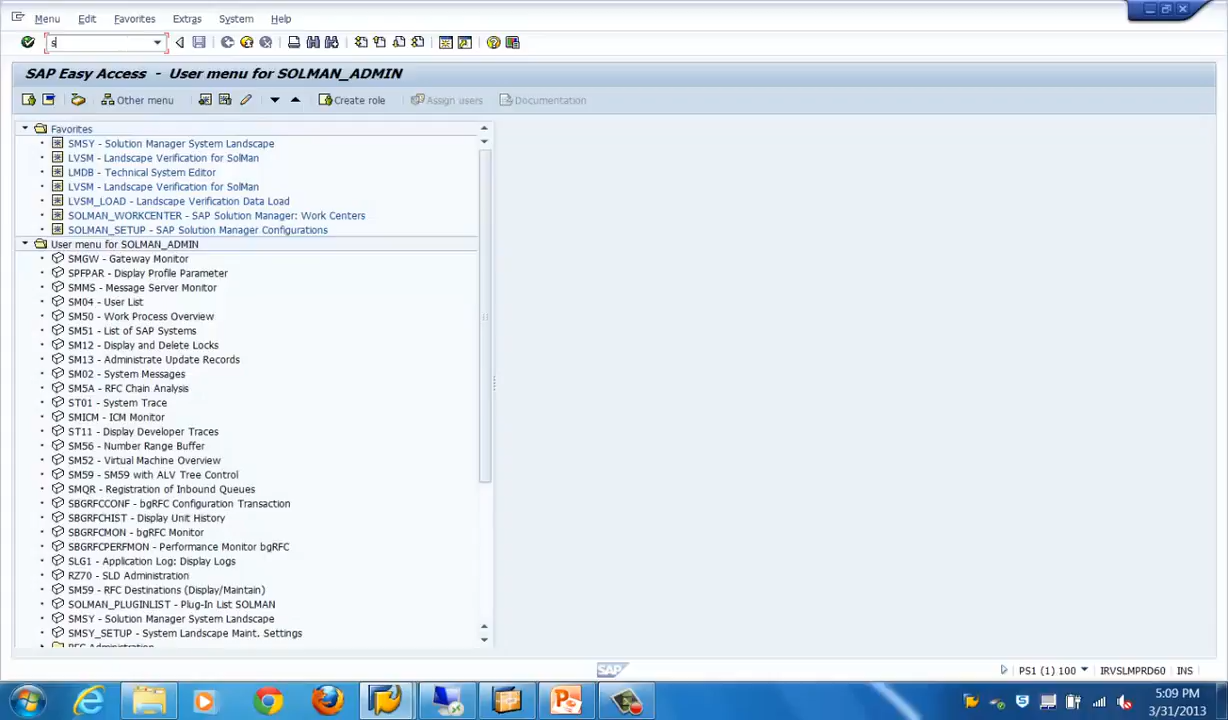 Menu Edit Favorites Extras System Help
s
SAP Easy Access - User menu for SOLMAN_ADMIN
Other menu Create role Assign users Documentation
Favorites
SMSY - Solution Manager System Landscape
LVSM - Landscape Verification for SolMan
LMDB - Technical System Editor
LVSM - Landscape Verification for SolMan
LVSM_LOAD - Landscape Verification Data Load
SOLMAN_WORKCENTER - SAP Solution Manager: Work Centers
SOLMAN_SETUP - SAP Solution Manager Configurations
User menu for SOLMAN_ADMIN
SMGW - Gateway Monitor
SPFPAR - Display Profile Parameter
SMMS - Message Server Monitor
SM04 - User List
SM50 - Work Process Overview
SM51 - List of SAP Systems
SM12 - Display and Delete Locks
SM13 - Administrate Update Records
SM02 - System Messages
SM5A - RFC Chain Analysis
ST01 - System Trace
SMICM - ICM Monitor
ST11 - Display Developer Traces
SM56 - Number Range Buffer
SM52 - Virtual Machine Overview
SM59 - SM59 with ALV Tree Control
SMQR - Registration of Inbound Queues
SBGRFCCONF - bgRFC Configuration Transaction
SBGRFCHIST - Display Unit History
SBGRFCMON - bgRFC Monitor
SBGRFCPERFMON - Performance Monitor bgRFC
SLG1 - Application Log: Display Logs
RZ70 - SLD Administration
SM59 - RFC Destinations (Display/Maintain)
SOLMAN_PLUGINLIST - Plug-In List SOLMAN
SMSY - Solution Manager System Landscape
SMSY_SETUP - System Landscape Maint. Settings
RFC Administration
SAP
PS1 (1) 100 IRVSLMPRD60 INS
5:09 PM
3/31/2013